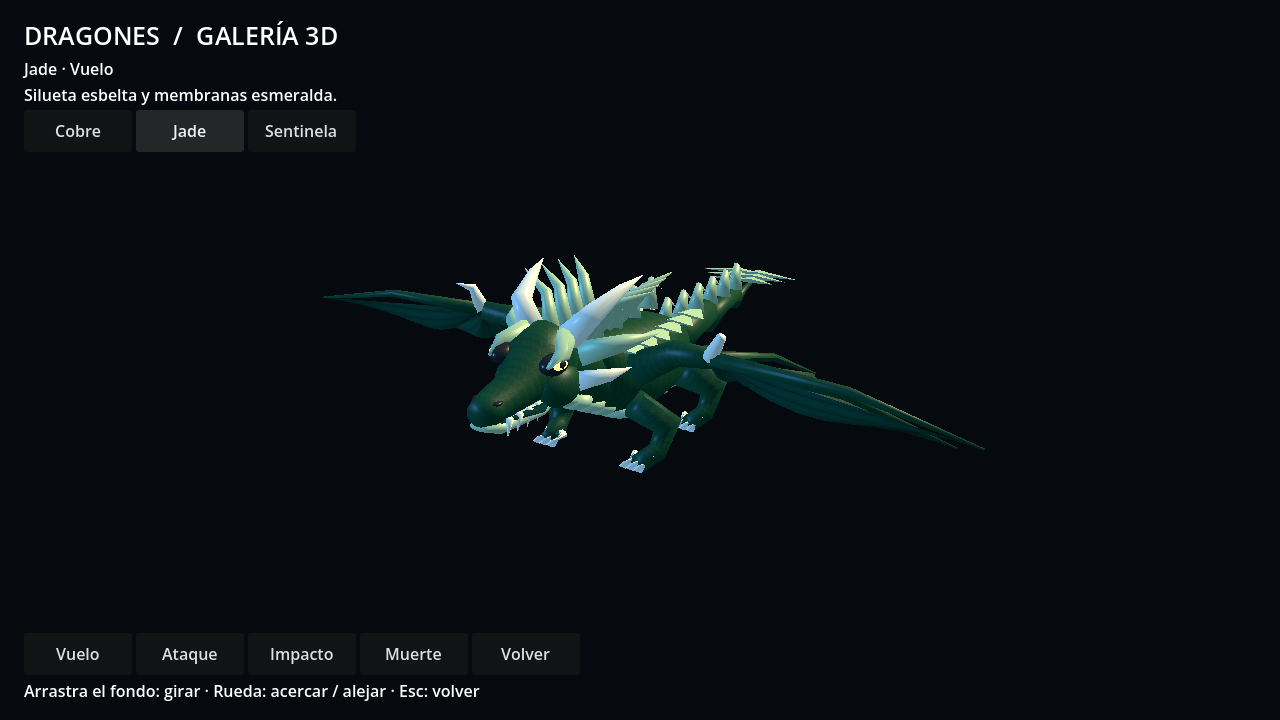 DRAGONES / GALERÍA 3D
Jade · Vuelo
Silueta esbelta y membranas esmeralda.
Cobre Jade Sentinela
Vuelo Ataque Impacto Muerte Volver
Arrastra el fondo: girar · Rueda: acercar / alejar · Esc: volver